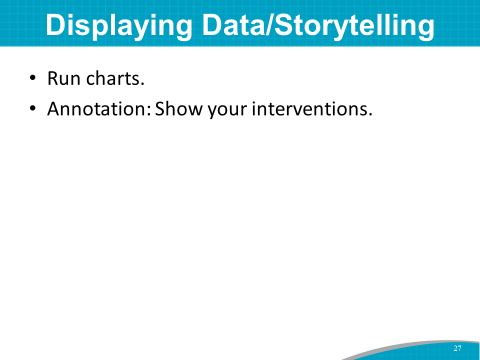 Displaying Data/Storytelling
• Run charts.
• Annotation: Show your interventions.
27